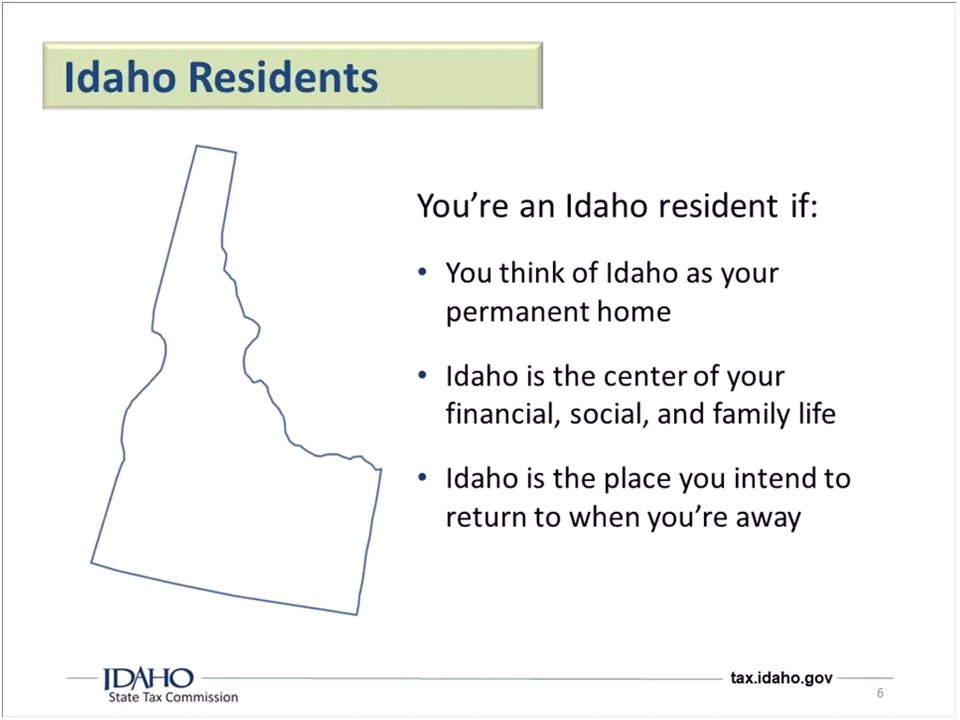 Idaho Residents
You're an Idaho resident if:
• You think of Idaho as your
permanent home
• Idaho is the center of your
financial, social, and family life
• Idaho is the place you intend to
return to when you're away
IDAHO
State Tax Commission
tax.idaho.gov
6